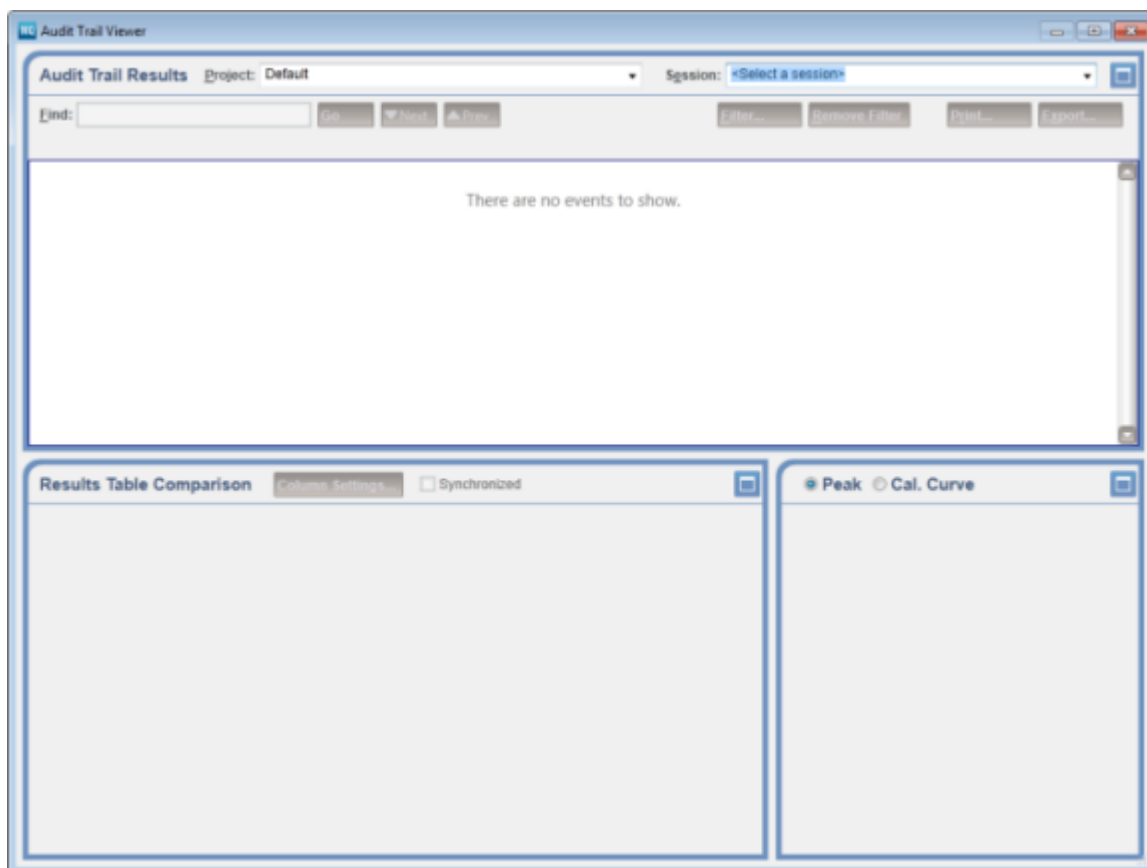 Audit Trail Viewer
Audit Trail Results Project: Default Session: <Select a session>
Find: Go Next Prev Filter... Remove Filter Print... Export...
There are no events to show.
Results Table Comparison Column Settings... Synchronized Peak Cal. Curve